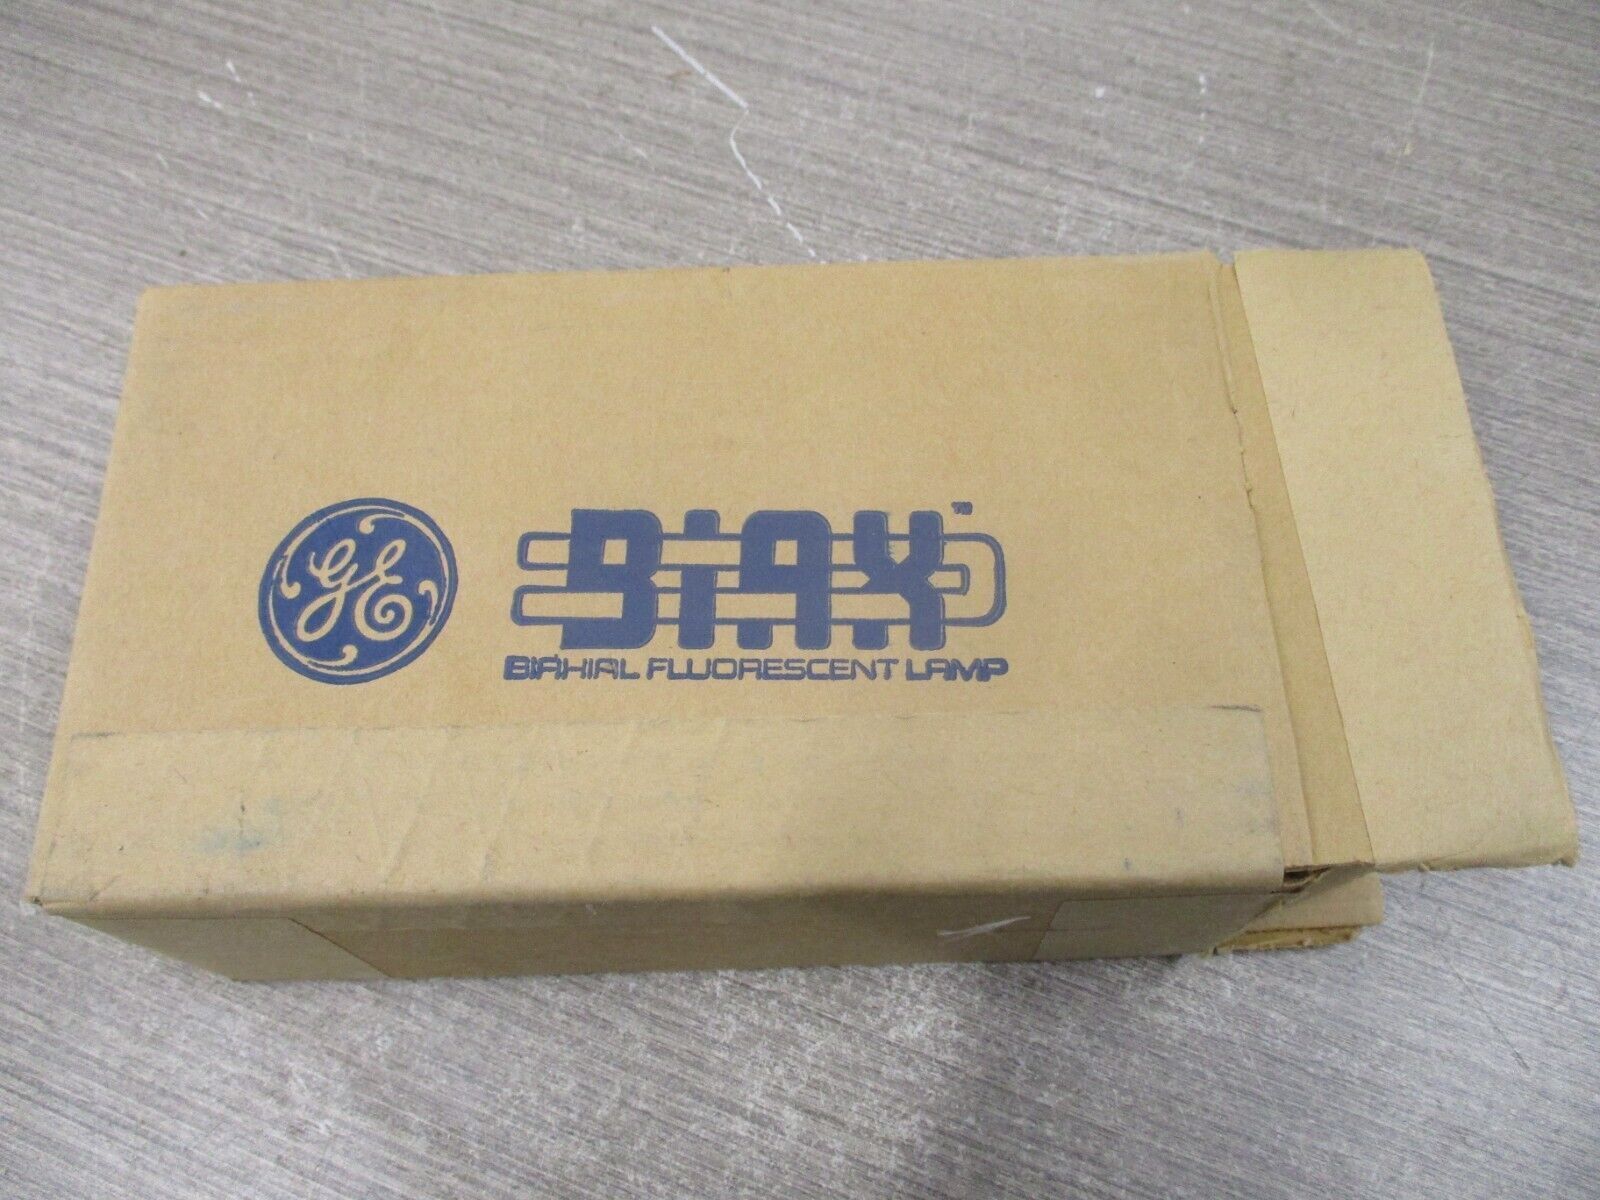 GE BIAX™
BIAXIAL FLUORESCENT LAMP